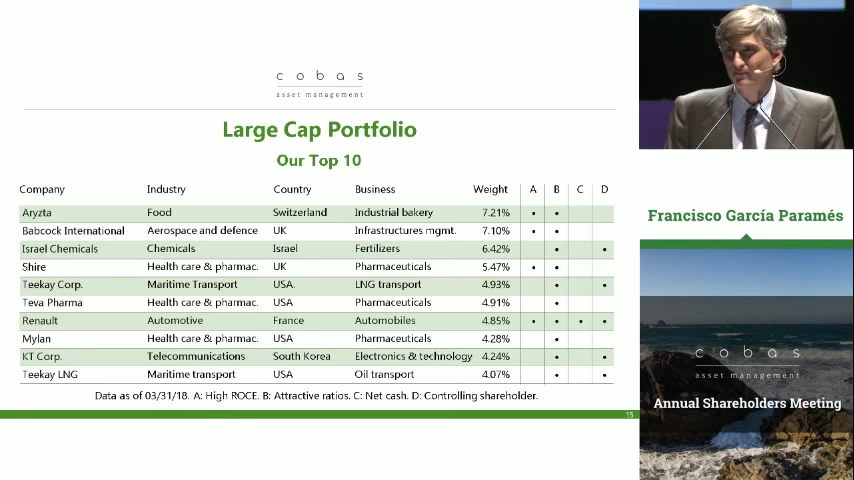 c o b a s
asset management
Large Cap Portfolio
Our Top 10
Company Industry Country Business Weight A B C D
Aryzta Food Switzerland Industrial bakery 7.21% • •
Babcock International Aerospace and defence UK Infrastructures mgmt. 7.10% • •
Israel Chemicals Chemicals Israel Fertilizers 6.42% • •
Shire Health care & pharmac. UK Pharmaceuticals 5.47% • •
Teekay Corp. Maritime Transport USA. LNG transport 4.93% • •
Teva Pharma Health care & pharmac. USA Pharmaceuticals 4.91% •
Renault Automotive France Automobiles 4.85% • • • •
Mylan Health care & pharmac. USA Pharmaceuticals 4.28% •
KT Corp. Telecommunications South Korea Electronics & technology 4.24% • •
Teekay LNG Maritime transport USA Oil transport 4.07% • •
Data as of 03/31/18. A: High ROCE. B: Attractive ratios. C: Net cash. D: Controlling shareholder.
15
Francisco García Paramés
c o b a s
asset management
Annual Shareholders Meeting